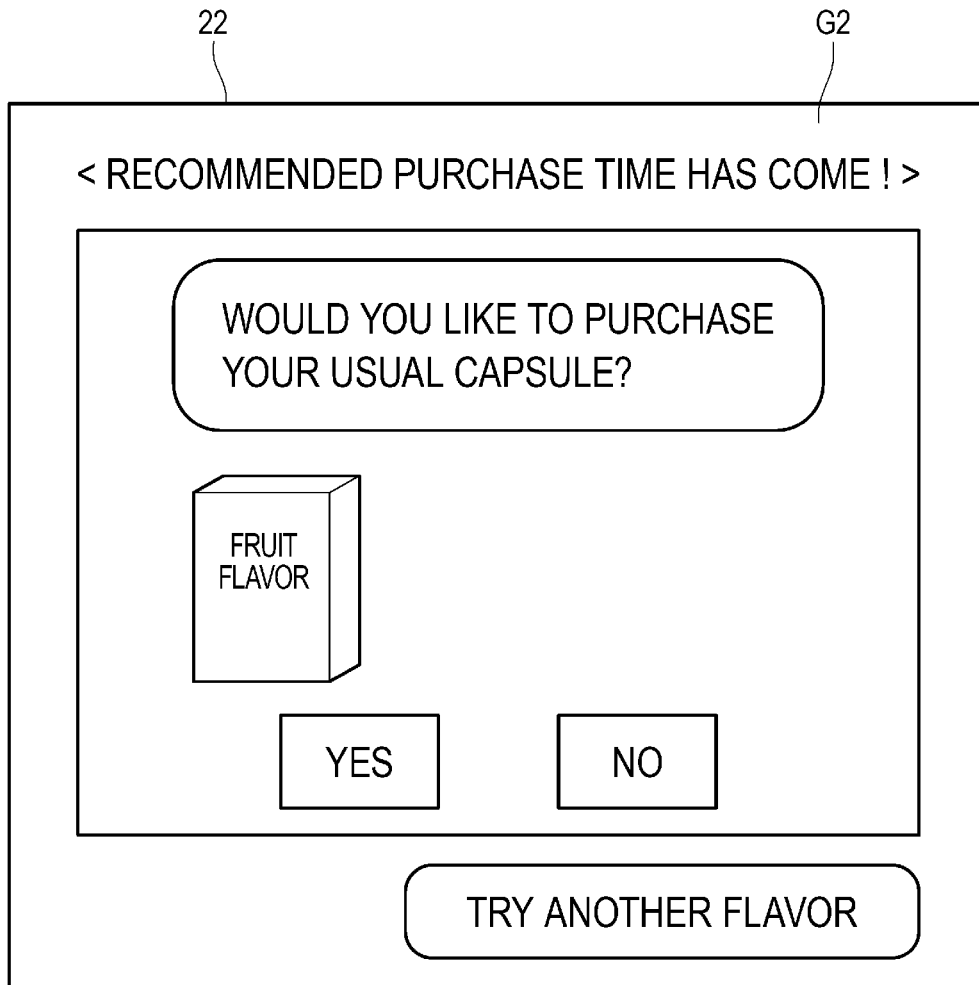 22
G2
< RECOMMENDED PURCHASE TIME HAS COME ! >
WOULD YOU LIKE TO PURCHASE
YOUR USUAL CAPSULE?
FRUIT
FLAVOR
YES
NO
TRY ANOTHER FLAVOR